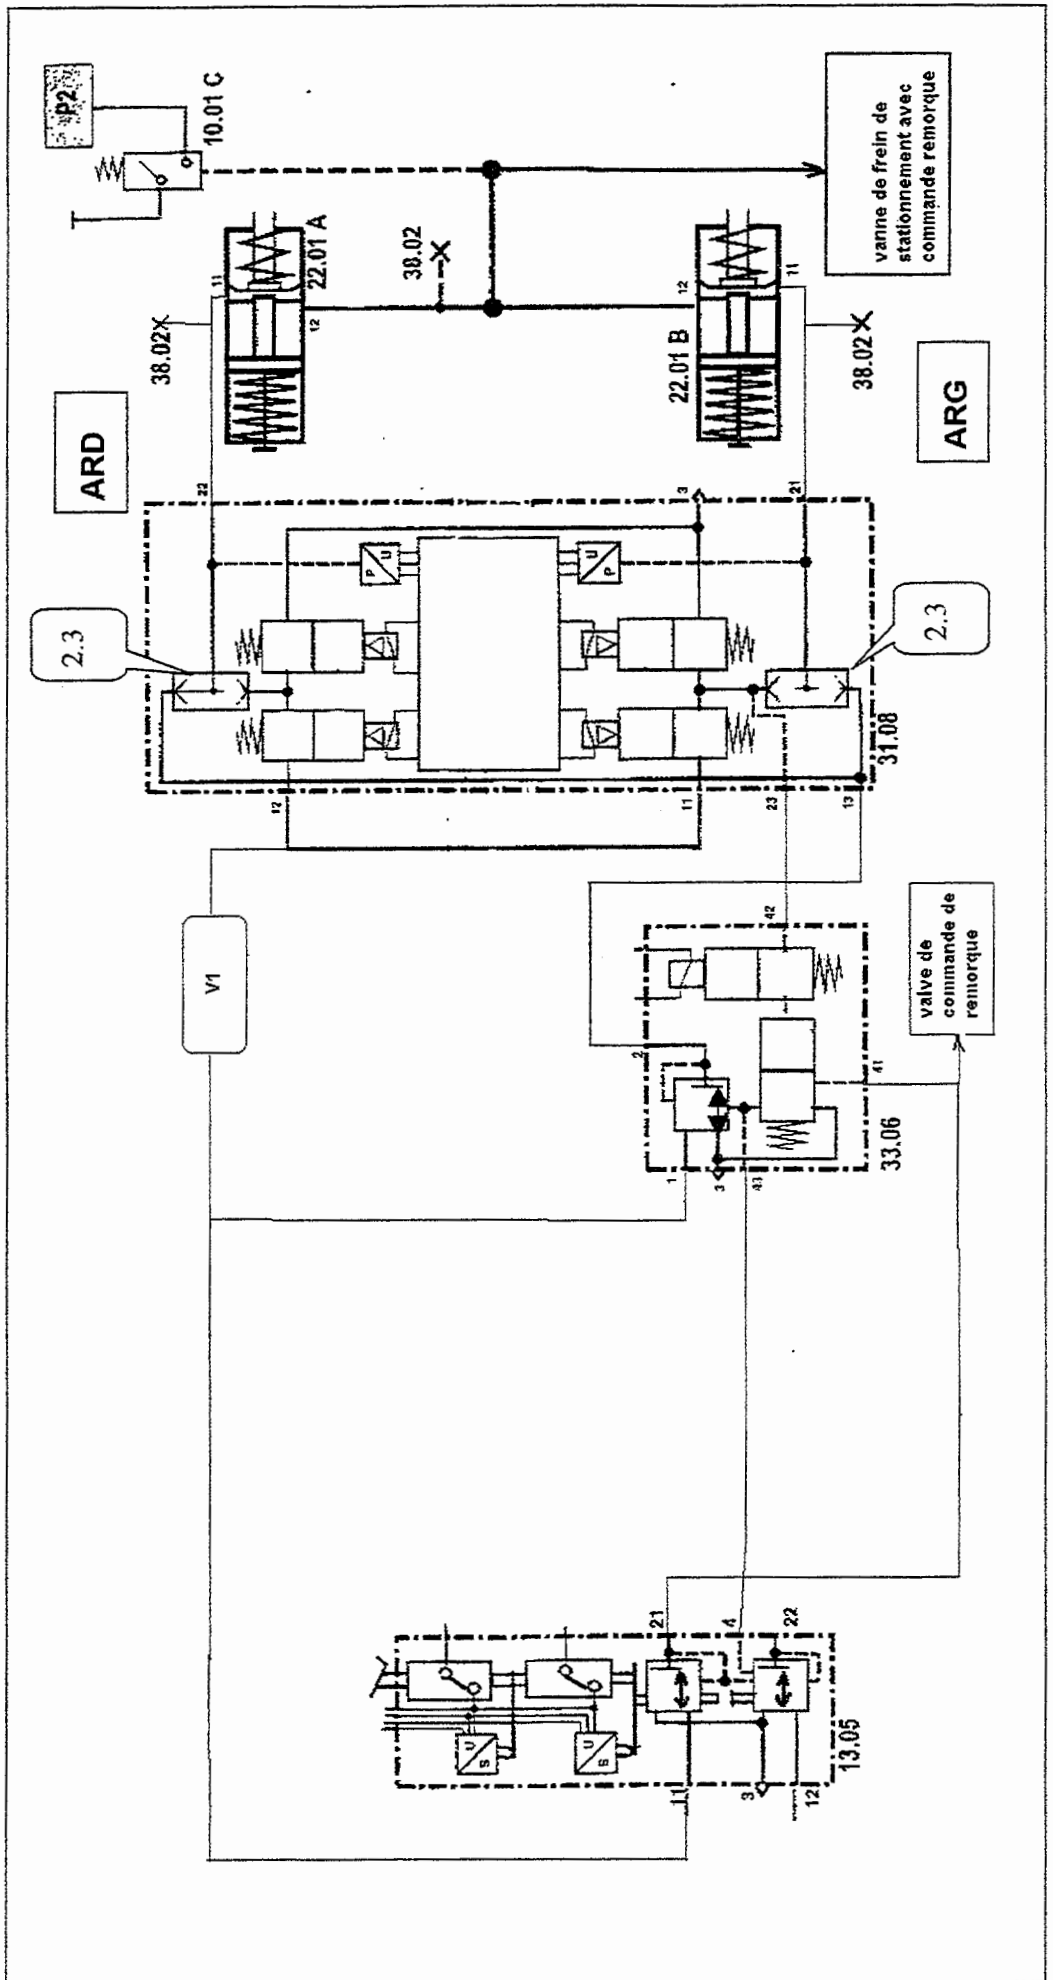 P2
10.01 C
22.01 A
11
12
38.02
38.02
ARD
vanne de frein de
stationnement avec
commande remorque
22.01 B
12
11
38.02
ARG
22
3
21
2.3
P
U
U
P
2.3
31.08
12
11
23
13
V1
42
2
41
1
3
43
33.06
valve de
commande de
remorque
21
4
22
U
S
U
S
11
3
12
13.05